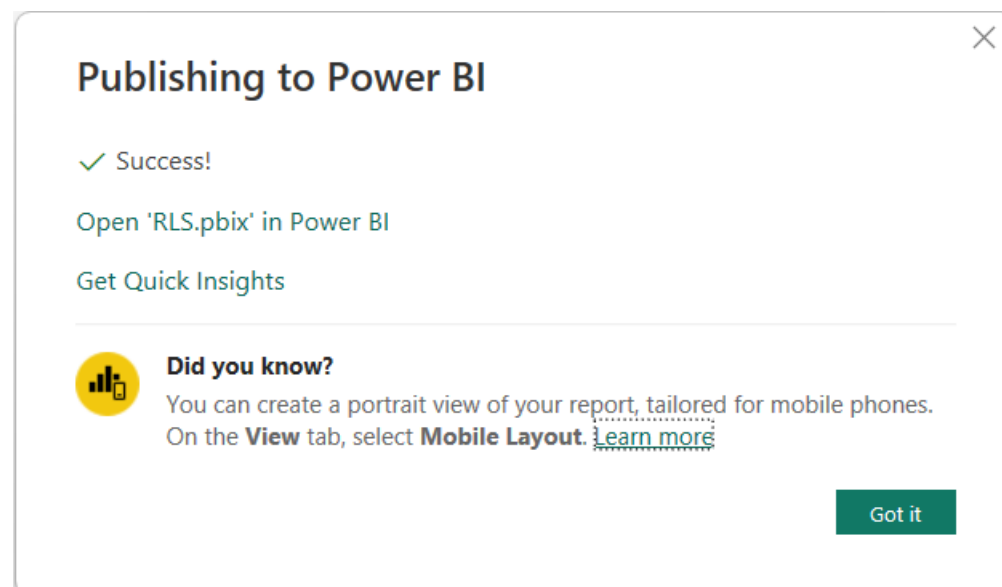 Publishing to Power BI
Success!
Open 'RLS.pbix' in Power BI
Get Quick Insights
Did you know?
You can create a portrait view of your report, tailored for mobile phones.
On the View tab, select Mobile Layout. Learn more
Got it